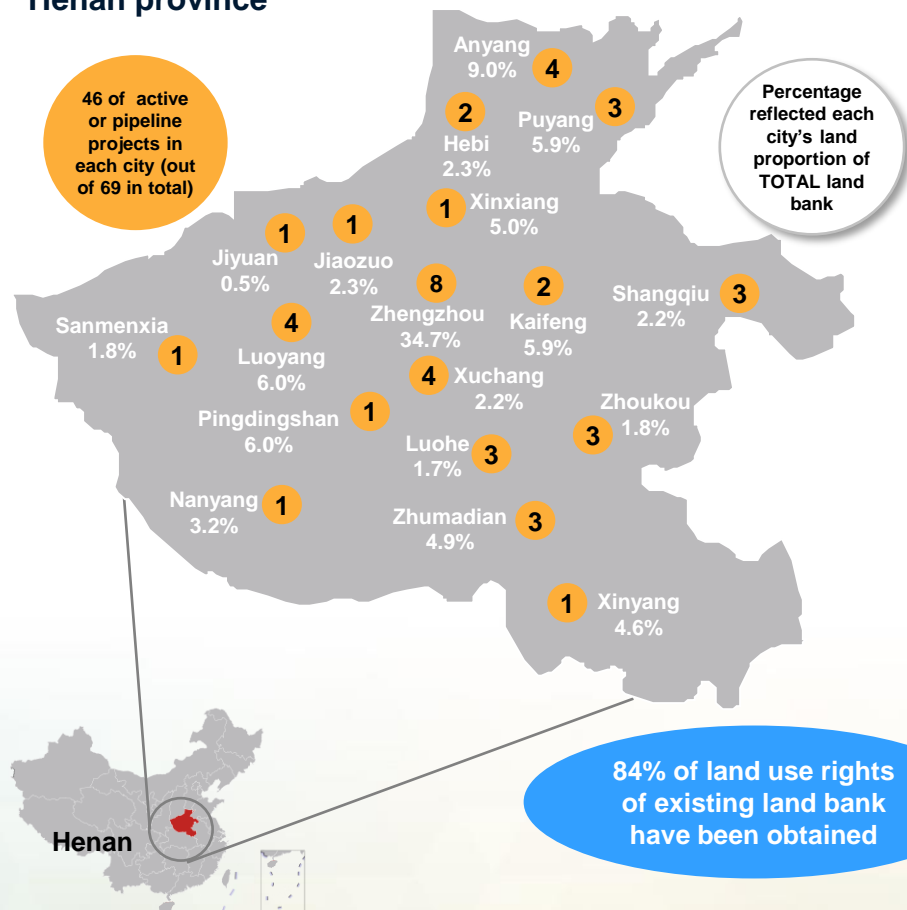 Henan province
46 of active
or pipeline
projects in
each city (out
of 69 in total)
Percentage
reflected each
city's land
proportion of
TOTAL land
bank
Anyang
9.0%
4
2
Hebi
2.3%
3
Puyang
5.9%
1
Xinxiang
5.0%
1
Jiyuan
0.5%
1
Jiaozuo
2.3%
8
Zhengzhou
34.7%
2
Kaifeng
5.9%
Shangqiu
2.2%
3
Sanmenxia
1.8%
1
4
Luoyang
6.0%
4
Xuchang
2.2%
Pingdingshan
6.0%
1
Luohe
1.7%
3
Zhoukou
1.8%
3
Nanyang
3.2%
1
Zhumadian
4.9%
3
1
Xinyang
4.6%
84% of land use rights
of existing land bank
have been obtained
Henan